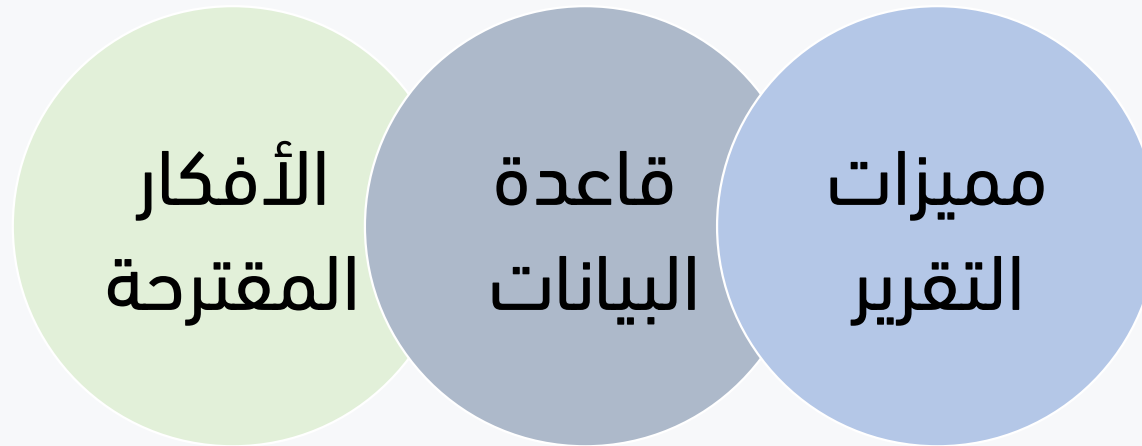 مميزات
التقرير
قاعدة
البيانات
الأفكار
المقترحة